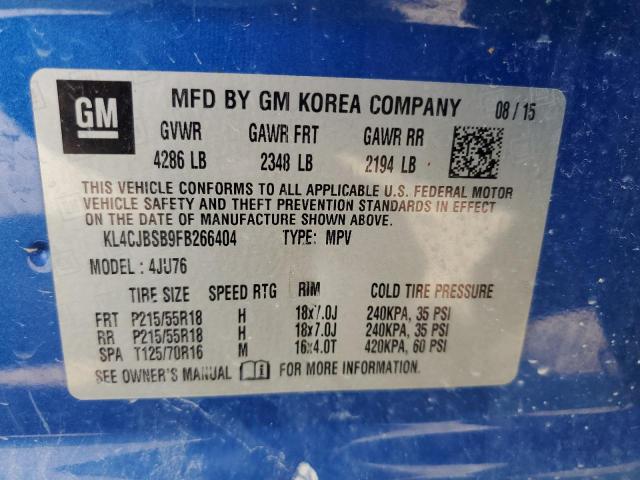 GM
MFD BY GM KOREA COMPANY 08 / 15
GVWR GAWR FRT GAWR RR
4286 LB 2348 LB 2194 LB
THIS VEHICLE CONFORMS TO ALL APPLICABLE U.S. FEDERAL MOTOR
VEHICLE SAFETY AND THEFT PREVENTION STANDARDS IN EFFECT
ON THE DATE OF MANUFACTURE SHOWN ABOVE.
KL4CJBSB9FB266404 TYPE: MPV
MODEL: 4JU76
TIRE SIZE SPEED RTG RIM COLD TIRE PRESSURE
FRT P215/55R18 H 18x7.0J 240KPA, 35 PSI
RR P215/55R18 H 18x7.0J 240KPA, 35 PSI
SPA T125/70R16 M 16x4.0T 420KPA, 60 PSI
SEE OWNER'S MANUAL FOR MORE INFORMATION.